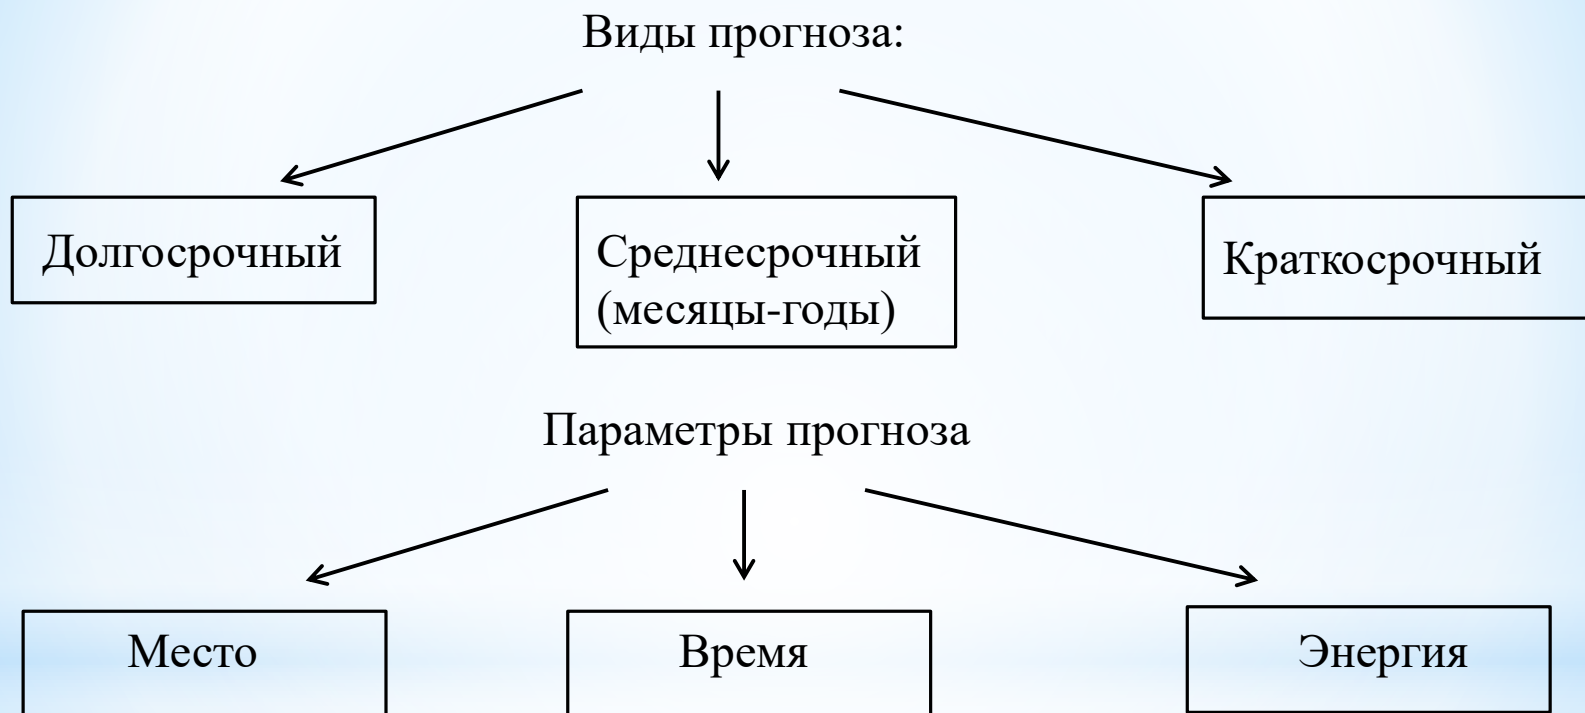 Виды прогноза:
Долгосрочный
Среднесрочный
(месяцы-годы)
Краткосрочный
Параметры прогноза
Место
Время
Энергия